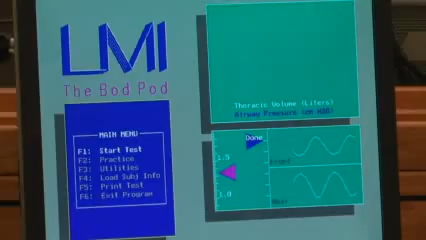 LMI
The Bod Pod
MAIN MENU
F1: Start Test
F2: Practice
F3: Utilities
F4: Load Subj Info
F5: Print Test
F6: Exit Program
Thoracic Volume (Liters)
Airway Pressure (cm H2O)
Done
1.5
1.0